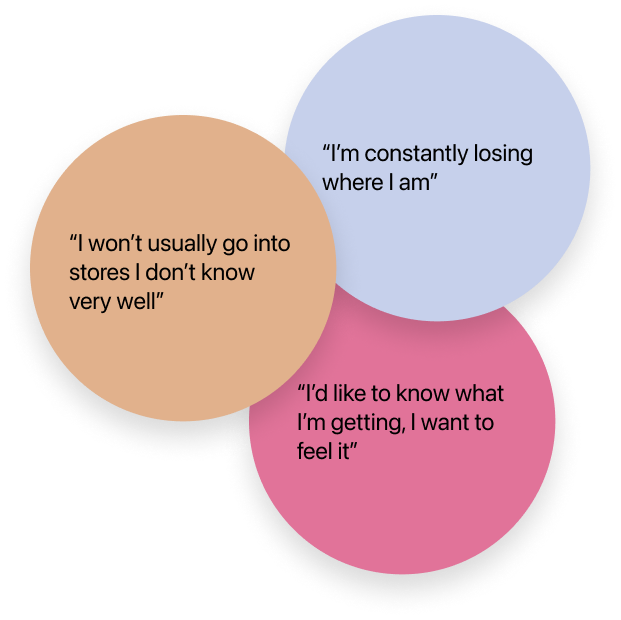 “I’m constantly losing
where I am”
“I won’t usually go into
stores I don’t know
very well”
“I’d like to know what
I’m getting, I want to
feel it”